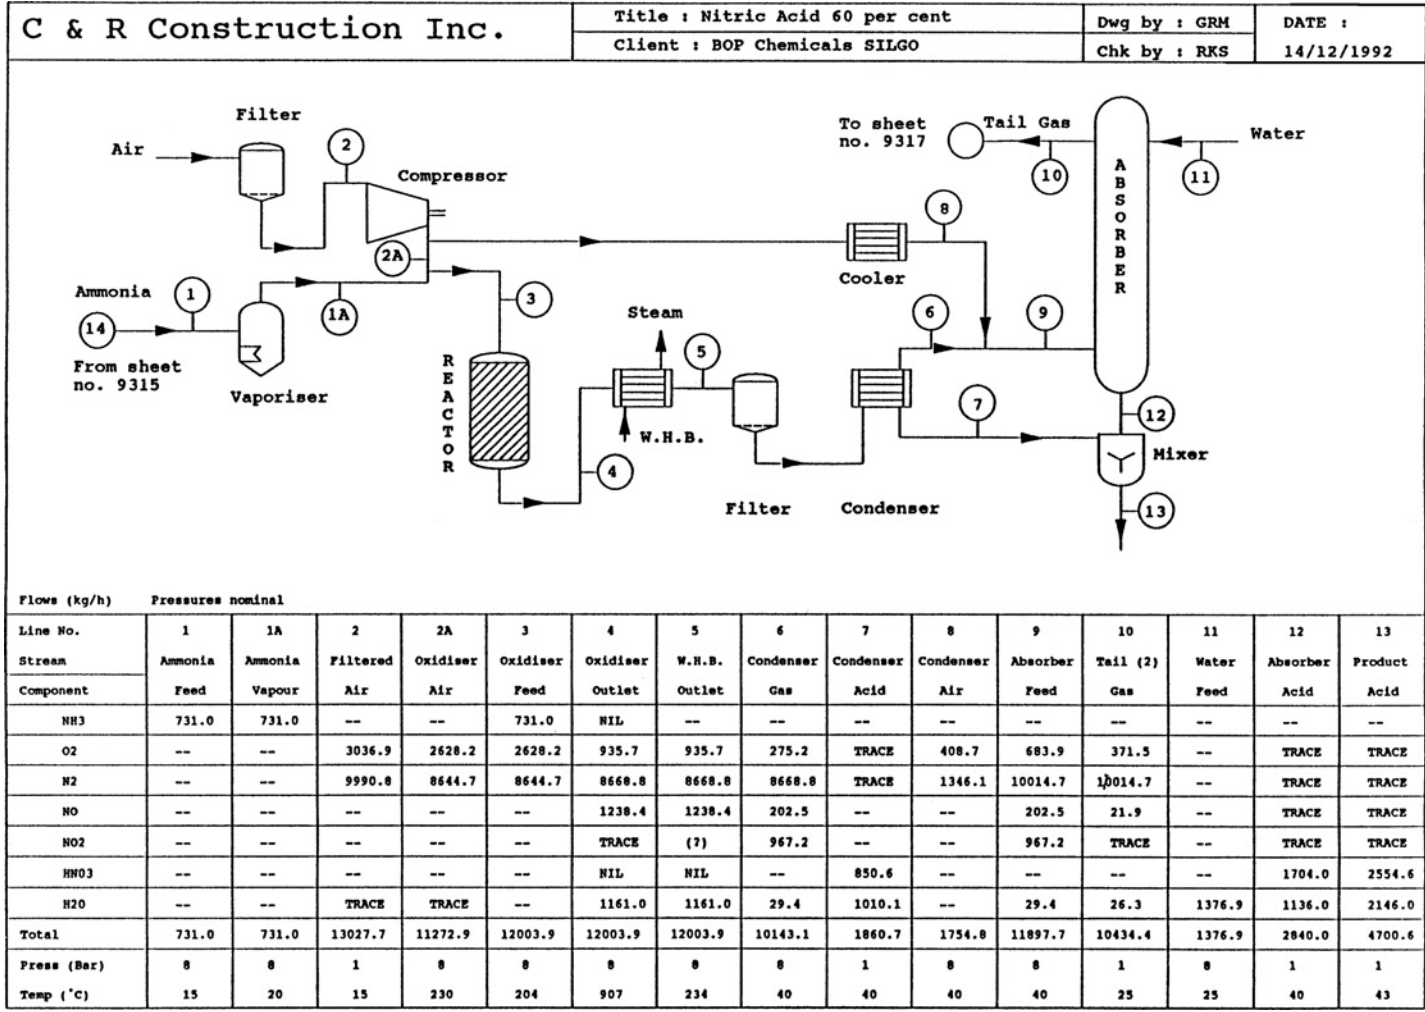 C & R Construction Inc.
Title : Nitric Acid 60 per cent
Client : BOP Chemicals SILGO
Dwg by : GRM
Chk by : RKS
DATE :
14/12/1992
Filter
Air
2
Compressor
2A
Ammonia
1
14
1A
From sheet
no. 9315
Vaporiser
3
REACTOR
4
Steam
W.H.B.
5
Filter
Condenser
Cooler
8
6
9
7
To sheet
no. 9317
Tail Gas
10
Water
11
ABSORBER
12
Mixer
13
Flows (kg/h) Pressures nominal
Line No. 1 1A 2 2A 3 4 5 6 7 8 9 10 11 12 13
Stream Ammonia Ammonia Filtered Oxidiser Oxidiser Oxidiser W.H.B. Condenser Condenser Condenser Absorber Tail (2) Water Absorber Product
Component Feed Vapour Air Air Feed Outlet Outlet Gas Acid Air Feed Gas Feed Acid Acid
NH3 731.0 731.0 -- -- 731.0 NIL -- -- -- -- -- -- -- -- --
O2 -- -- 3036.9 2628.2 2628.2 935.7 935.7 275.2 TRACE 408.7 683.9 371.5 -- TRACE TRACE
N2 -- -- 9990.8 8644.7 8644.7 8668.8 8668.8 8668.8 TRACE 1346.1 10014.7 10014.7 -- TRACE TRACE
NO -- -- -- -- -- 1238.4 1238.4 202.5 -- -- 202.5 21.9 -- TRACE TRACE
NO2 -- -- -- -- -- TRACE (?) 967.2 -- -- 967.2 TRACE -- TRACE TRACE
HNO3 -- -- -- -- -- NIL NIL -- 850.6 -- -- -- -- 1704.0 2554.6
H2O -- -- TRACE TRACE -- 1161.0 1161.0 29.4 1010.1 -- 29.4 26.3 1376.9 1136.0 2146.0
Total 731.0 731.0 13027.7 11272.9 12003.9 12003.9 12003.9 10143.1 1860.7 1754.8 11897.7 10434.4 1376.9 2840.0 4700.6
Press (Bar) 8 8 1 8 8 8 8 8 1 8 8 1 8 1 1
Temp (°C) 15 20 15 230 204 907 234 40 40 40 40 25 25 40 43